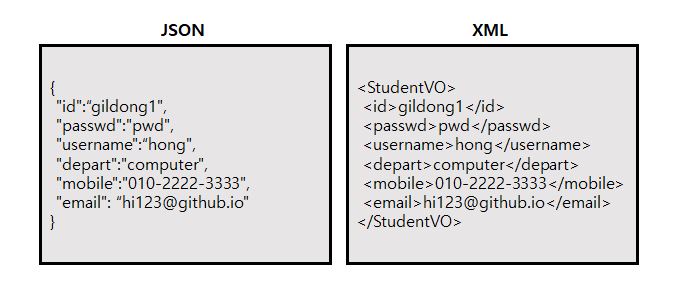 JSON
{
"id":“gildong1",
"passwd":"pwd",
"username":“hong",
"depart":"computer",
"mobile":"010-2222-3333",
"email": “hi123@github.io"
}
XML
<StudentVO>
<id>gildong1</id>
<passwd>pwd</passwd>
<username>hong</username>
<depart>computer</depart>
<mobile>010-2222-3333</mobile>
<email>hi123@github.io</email>
</StudentVO>